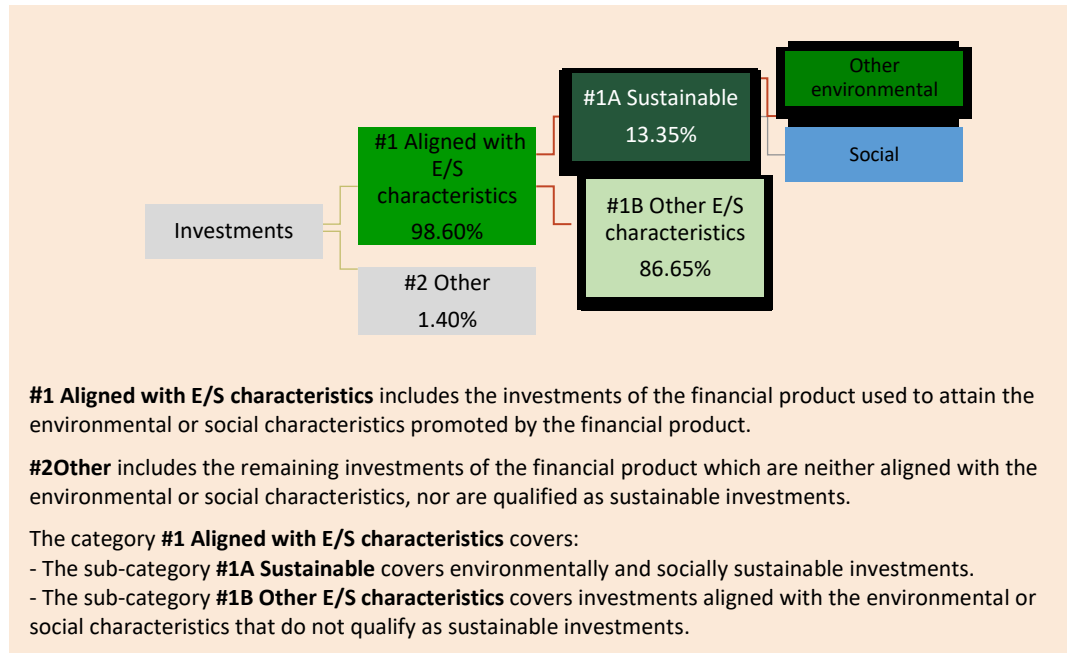 Investments
#1 Aligned with
E/S
characteristics
98.60%
#2 Other
1.40%
#1A Sustainable
13.35%
#1B Other E/S
characteristics
86.65%
Other
environmental
Social
#1 Aligned with E/S characteristics includes the investments of the financial product used to attain the
environmental or social characteristics promoted by the financial product.
#2Other includes the remaining investments of the financial product which are neither aligned with the
environmental or social characteristics, nor are qualified as sustainable investments.
The category #1 Aligned with E/S characteristics covers:
- The sub-category #1A Sustainable covers environmentally and socially sustainable investments.
- The sub-category #1B Other E/S characteristics covers investments aligned with the environmental or
social characteristics that do not qualify as sustainable investments.